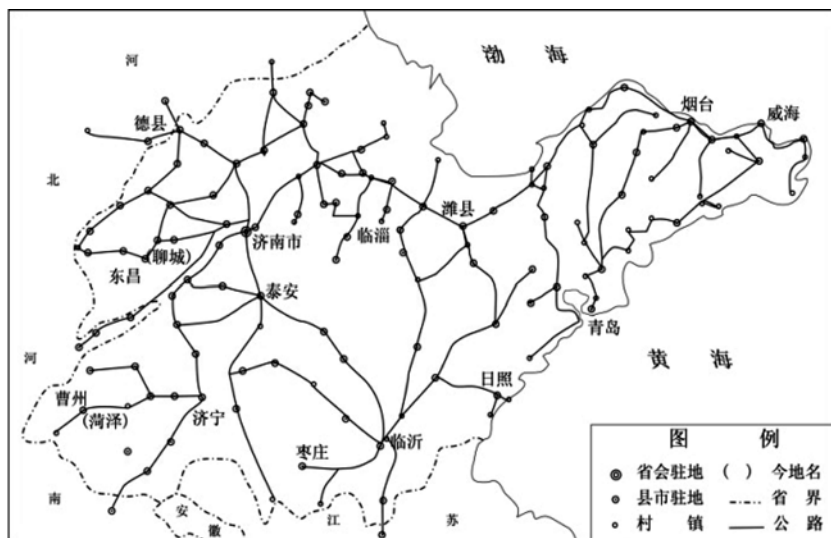 渤海
河
德县
烟台
威海
北
潍县
济南市
临淄
(聊城)
东昌
泰安
青岛
河
黄海
日照
曹州
(菏泽)
济宁
临沂
枣庄
南
安
徽
江
苏
图 例
省会驻地 ( ) 今地名
县市驻地 省 界
村 镇 公 路